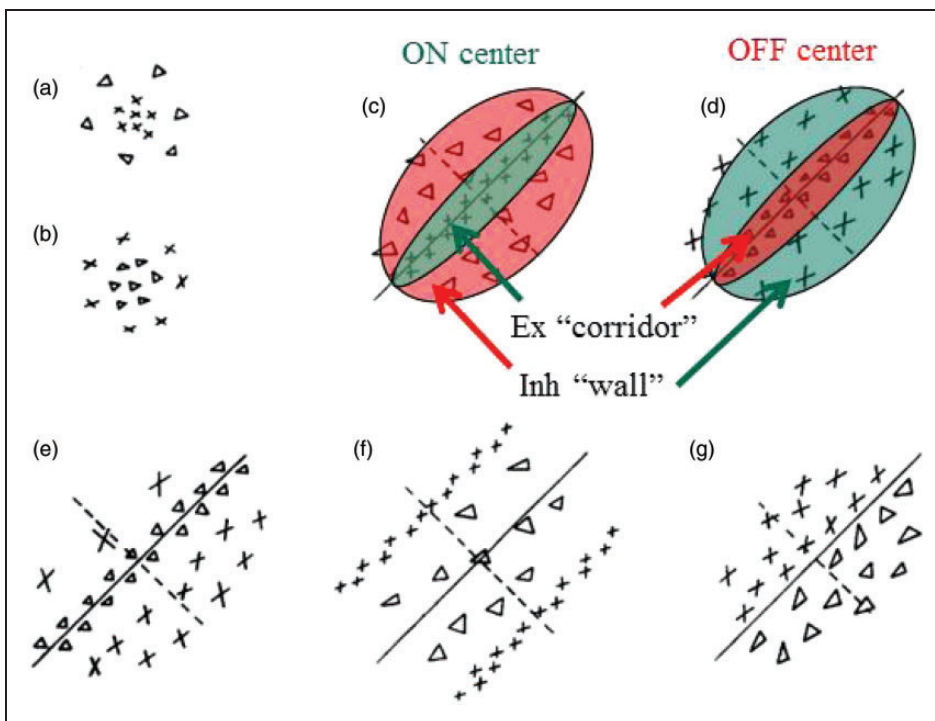 ON center
OFF center
(a)
(c)
(d)
(b)
Ex “corridor”
Inh “wall”
(e)
(f)
(g)